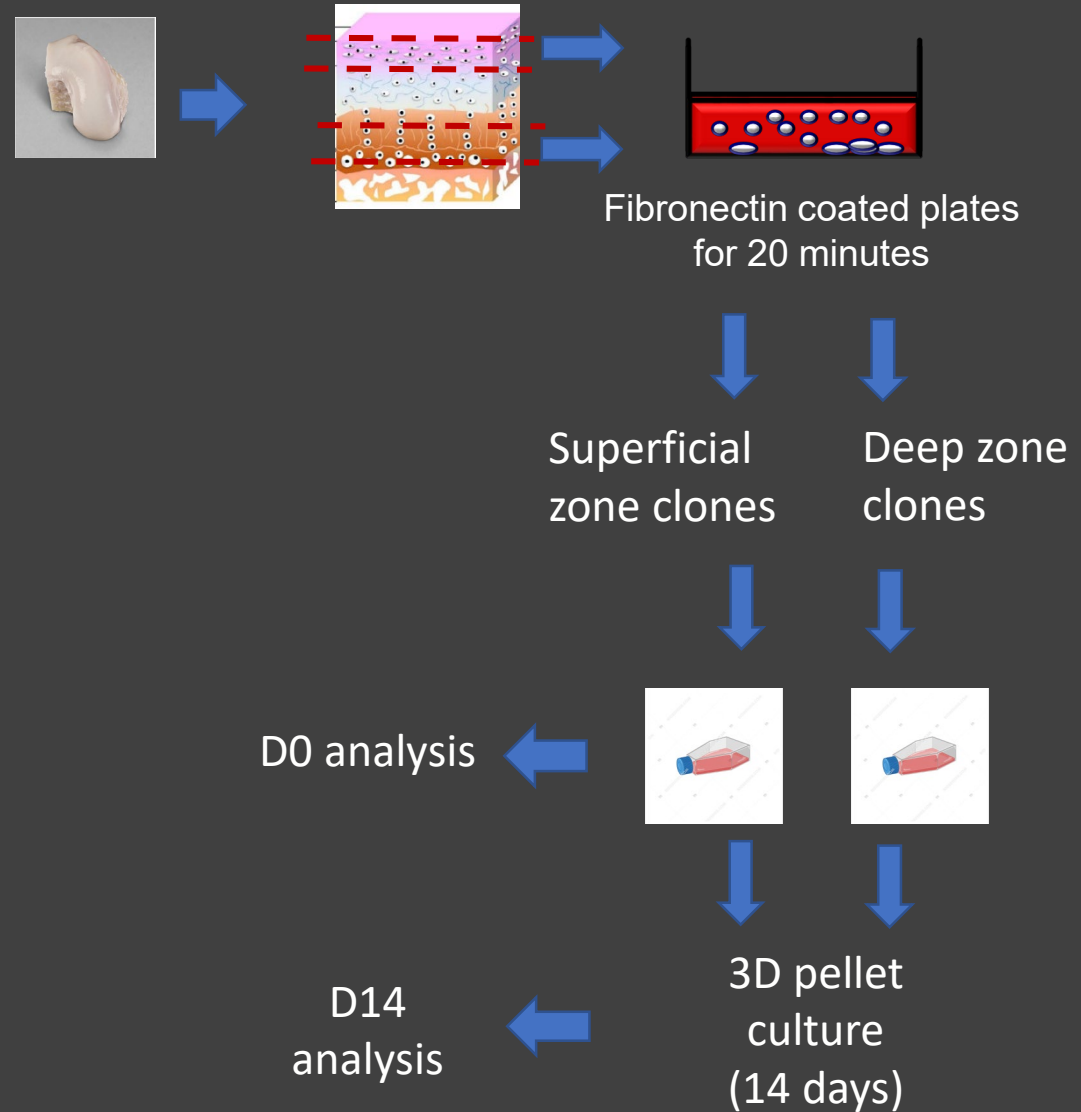 Fibronectin coated plates
for 20 minutes
Superficial
zone clones
Deep zone
clones
D0 analysis
3D pellet
culture
(14 days)
D14
analysis